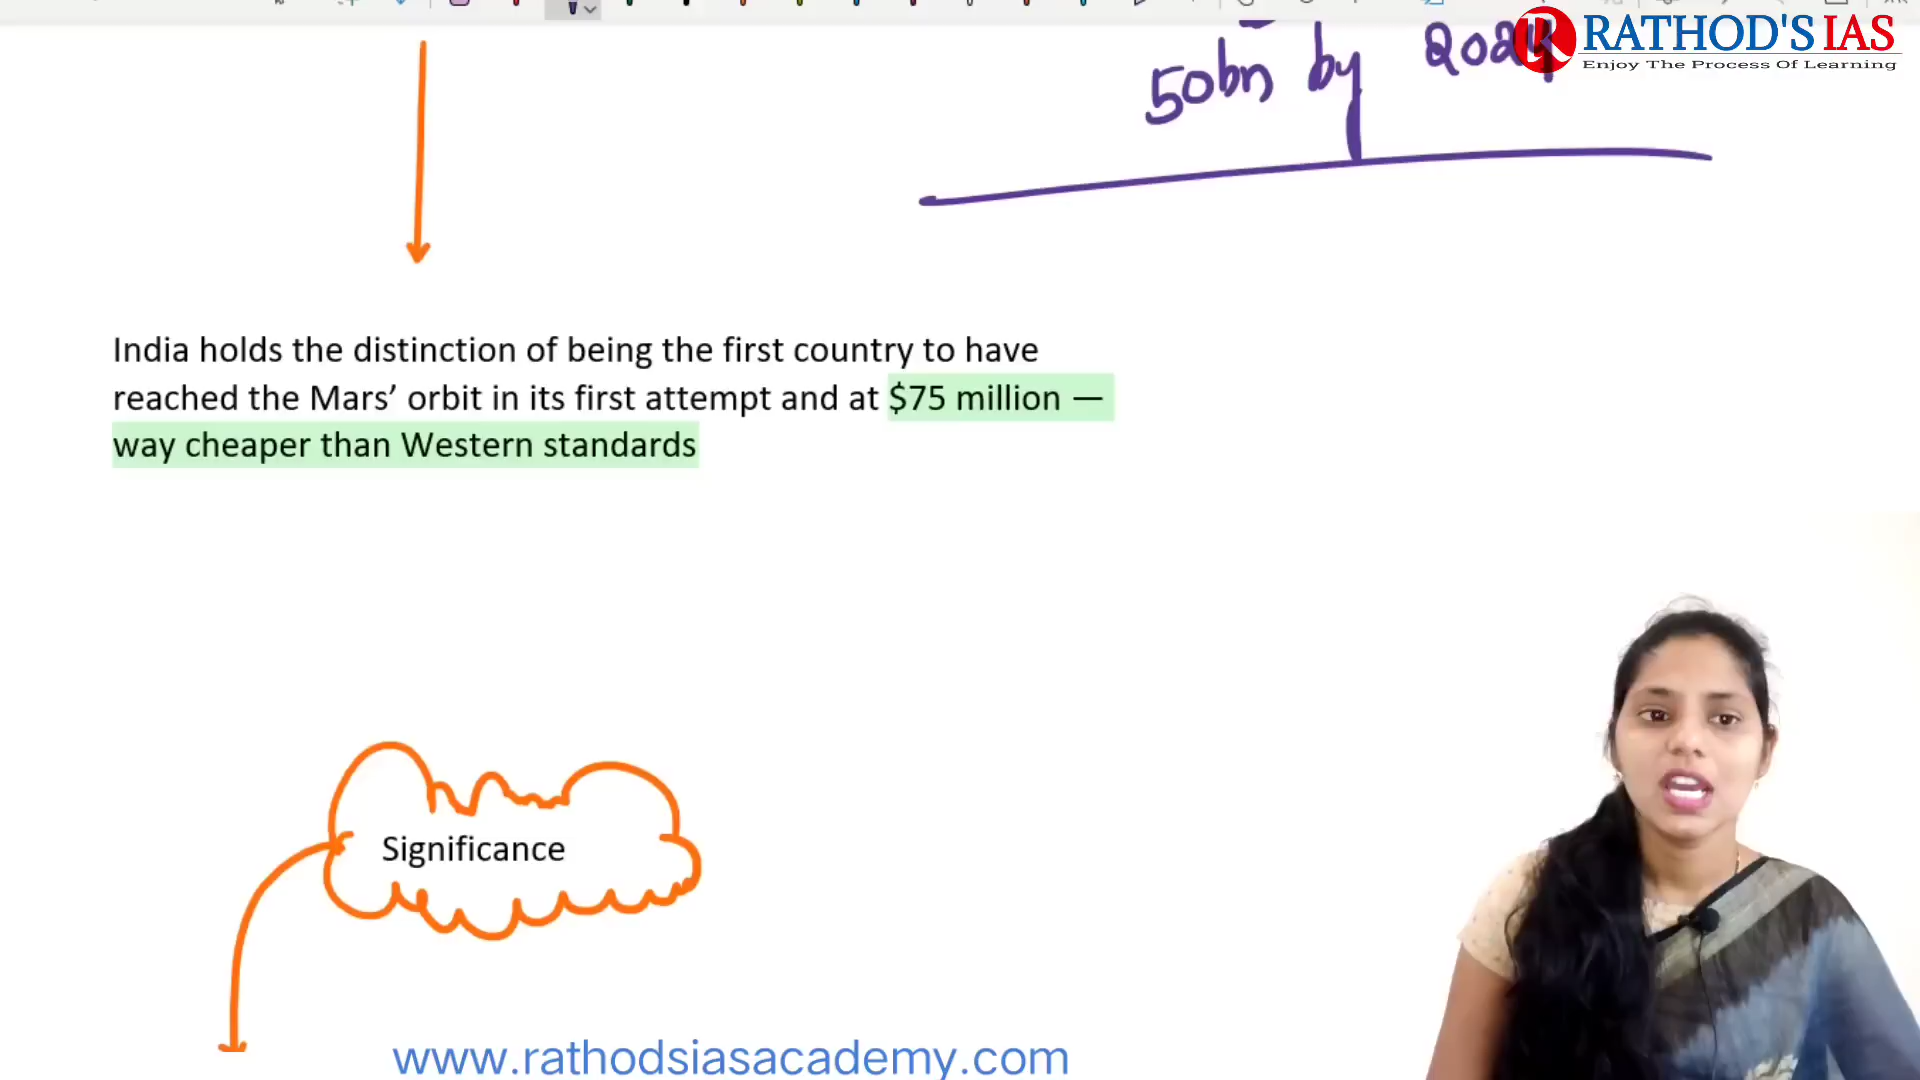 RATHOD'S IAS
Enjoy The Process Of Learning
50bn by 2024
India holds the distinction of being the first country to have
reached the Mars’ orbit in its first attempt and at $75 million —
way cheaper than Western standards
Significance
www.rathodsiasacademy.com